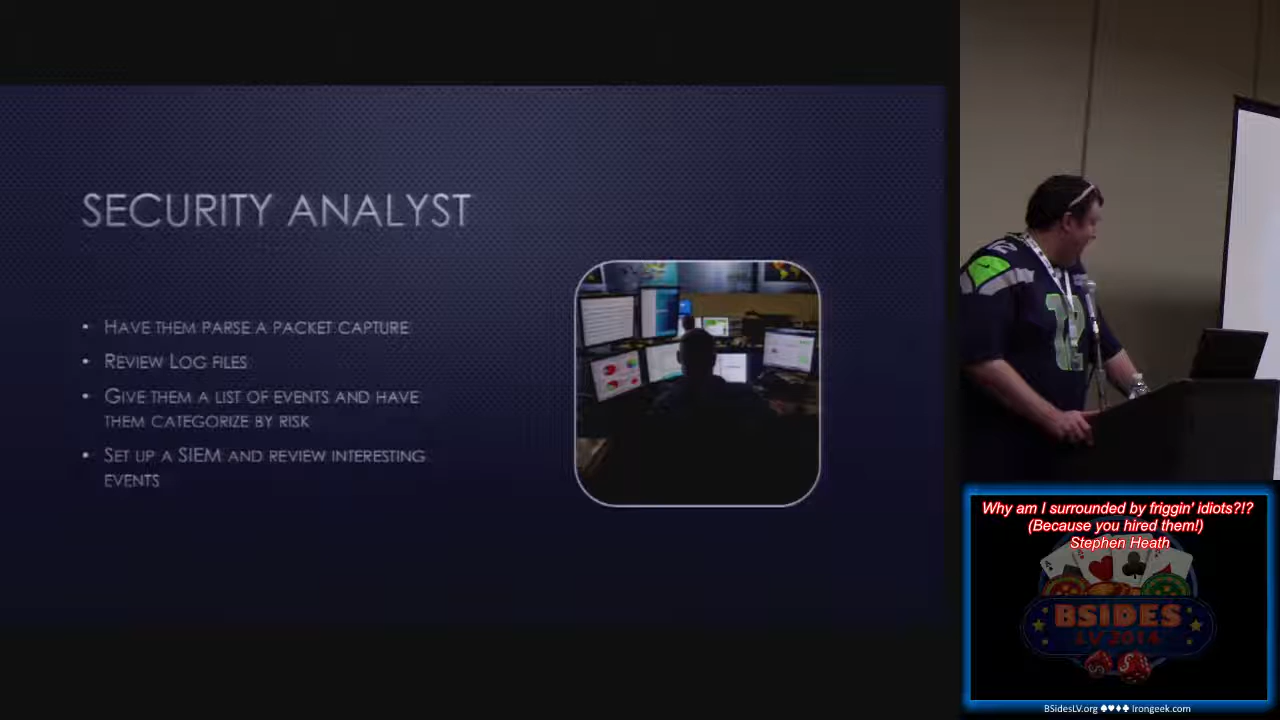 SECURITY ANALYST
• HAVE THEM PARSE A PACKET CAPTURE
• REVIEW LOG FILES
• GIVE THEM A LIST OF EVENTS AND HAVE
THEM CATEGORIZE BY RISK
• SET UP A SIEM AND REVIEW INTERESTING
EVENTS
12
12
Why am I surrounded by friggin' idiots?!?
(Because you hired them!)
Stephen Heath
BSIDES
LV 2014
BSidesLV.org ♠♥♦♣ Irongeek.com